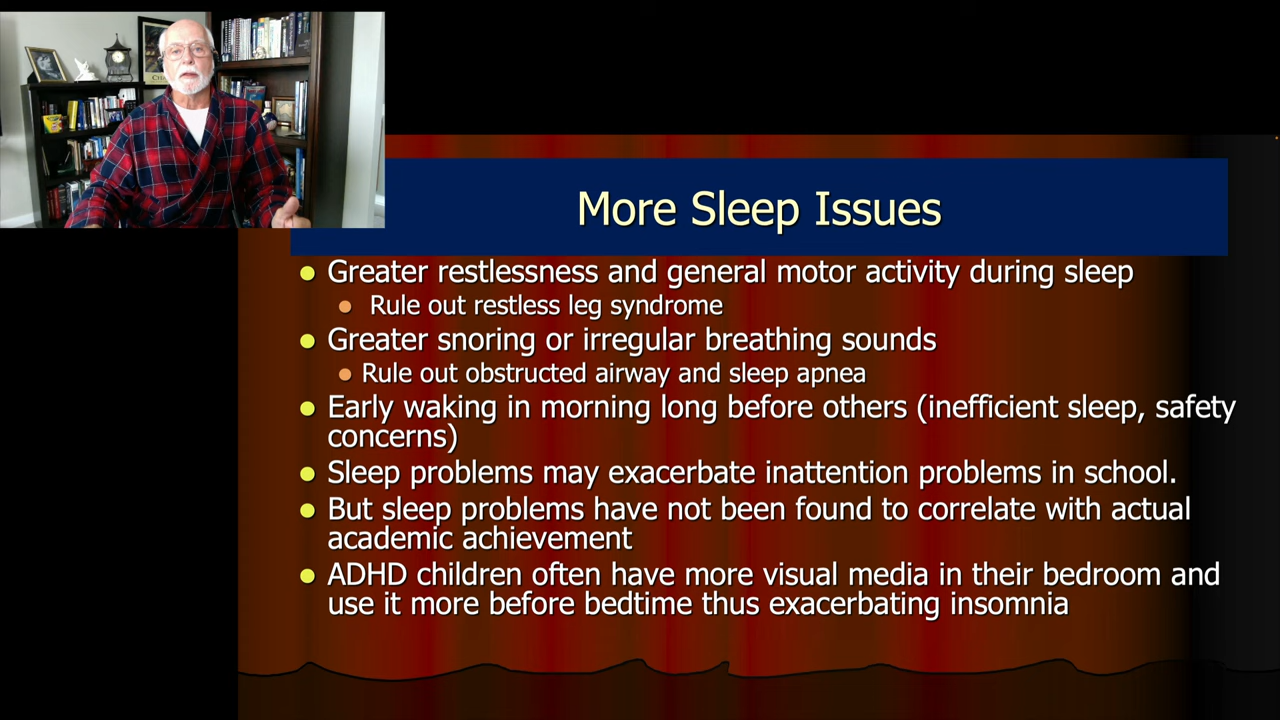 More Sleep Issues
Greater restlessness and general motor activity during sleep
Rule out restless leg syndrome
Greater snoring or irregular breathing sounds
Rule out obstructed airway and sleep apnea
Early waking in morning long before others (inefficient sleep, safety
concerns)
Sleep problems may exacerbate inattention problems in school.
But sleep problems have not been found to correlate with actual
academic achievement
ADHD children often have more visual media in their bedroom and
use it more before bedtime thus exacerbating insomnia